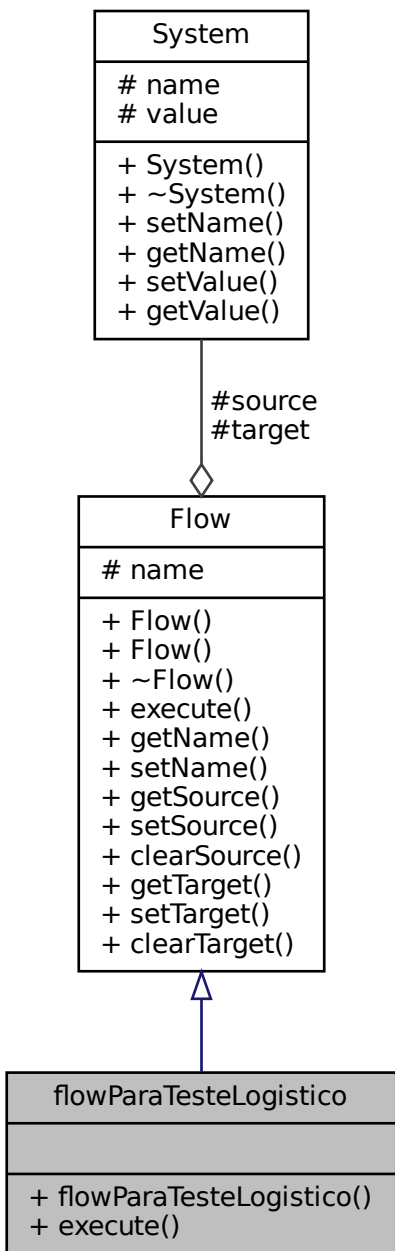 System
# name
# value
+ System()
+ ~System()
+ setName()
+ getName()
+ setValue()
+ getValue()
#source
#target
Flow
# name
+ Flow()
+ Flow()
+ ~Flow()
+ execute()
+ getName()
+ setName()
+ getSource()
+ setSource()
+ clearSource()
+ getTarget()
+ setTarget()
+ clearTarget()
flowParaTesteLogistico
+ flowParaTesteLogistico()
+ execute()